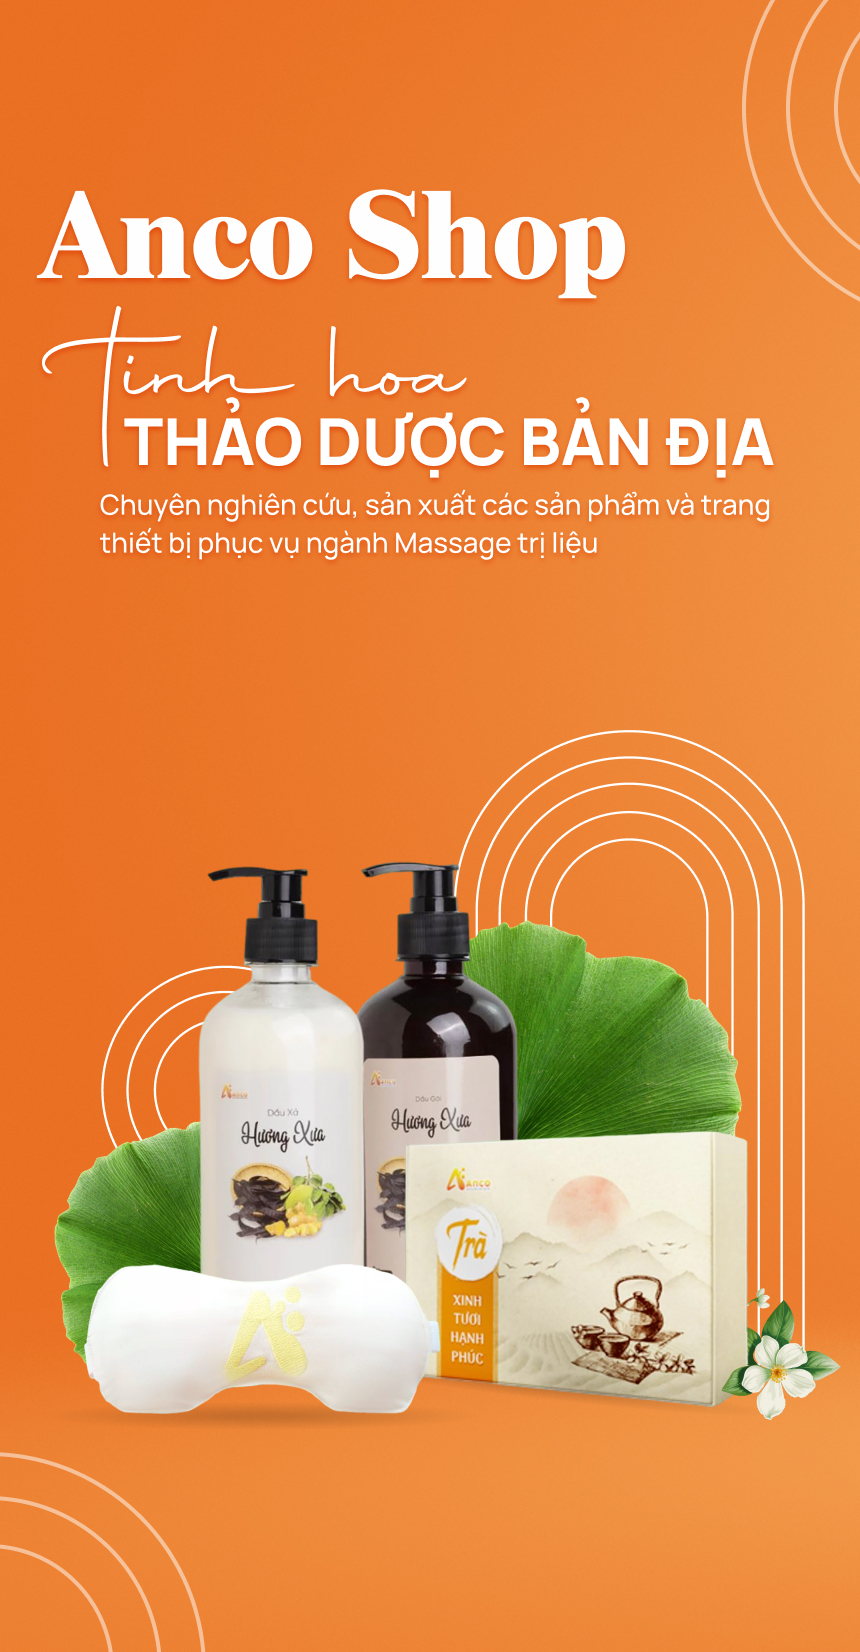 Anco Shop
Tinh hoa
THẢO DƯỢC BẢN ĐỊA
Chuyên nghiên cứu, sản xuất các sản phẩm và trang
thiết bị phục vụ ngành Massage trị liệu
anco
Dầu Xả
Hương Xưa
anco
Dầu Gội
Hương Xưa
anco
Trà
XINH
TƯƠI
HẠNH
PHÚC